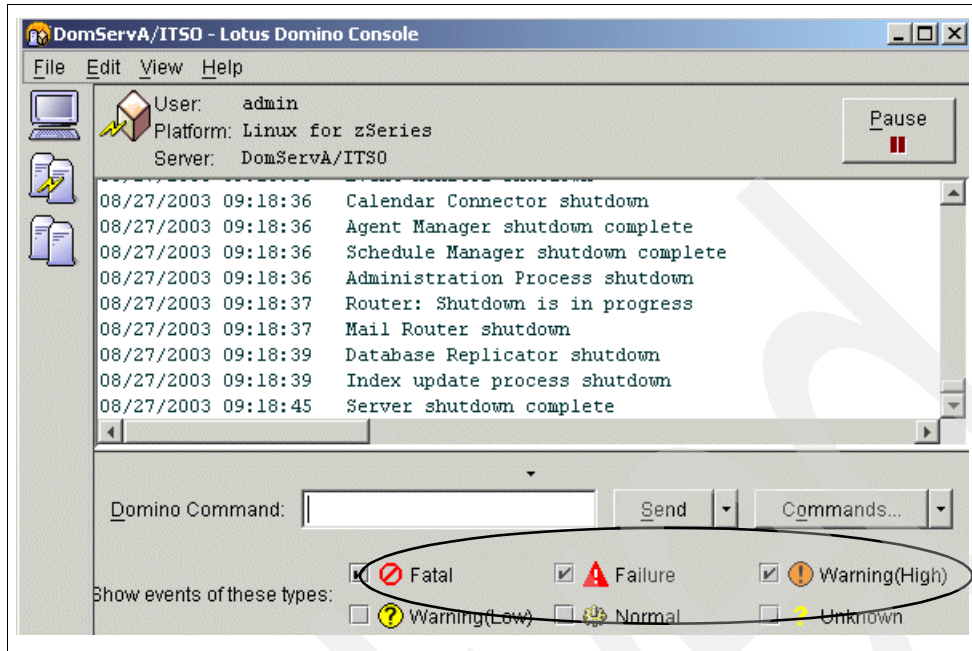 DomServA/ITSO - Lotus Domino Console
File Edit View Help
User: admin
Platform: Linux for zSeries
Server: DomServA/ITSO
Pause
08/27/2003 09:18:36 Calendar Connector shutdown
08/27/2003 09:18:36 Agent Manager shutdown complete
08/27/2003 09:18:36 Schedule Manager shutdown complete
08/27/2003 09:18:36 Administration Process shutdown
08/27/2003 09:18:37 Router: Shutdown is in progress
08/27/2003 09:18:37 Mail Router shutdown
08/27/2003 09:18:39 Database Replicator shutdown
08/27/2003 09:18:39 Index update process shutdown
08/27/2003 09:18:45 Server shutdown complete
Domino Command: Send Commands...
Show events of these types:
Fatal Failure Warning(High)
Warning(Low) Normal Unknown